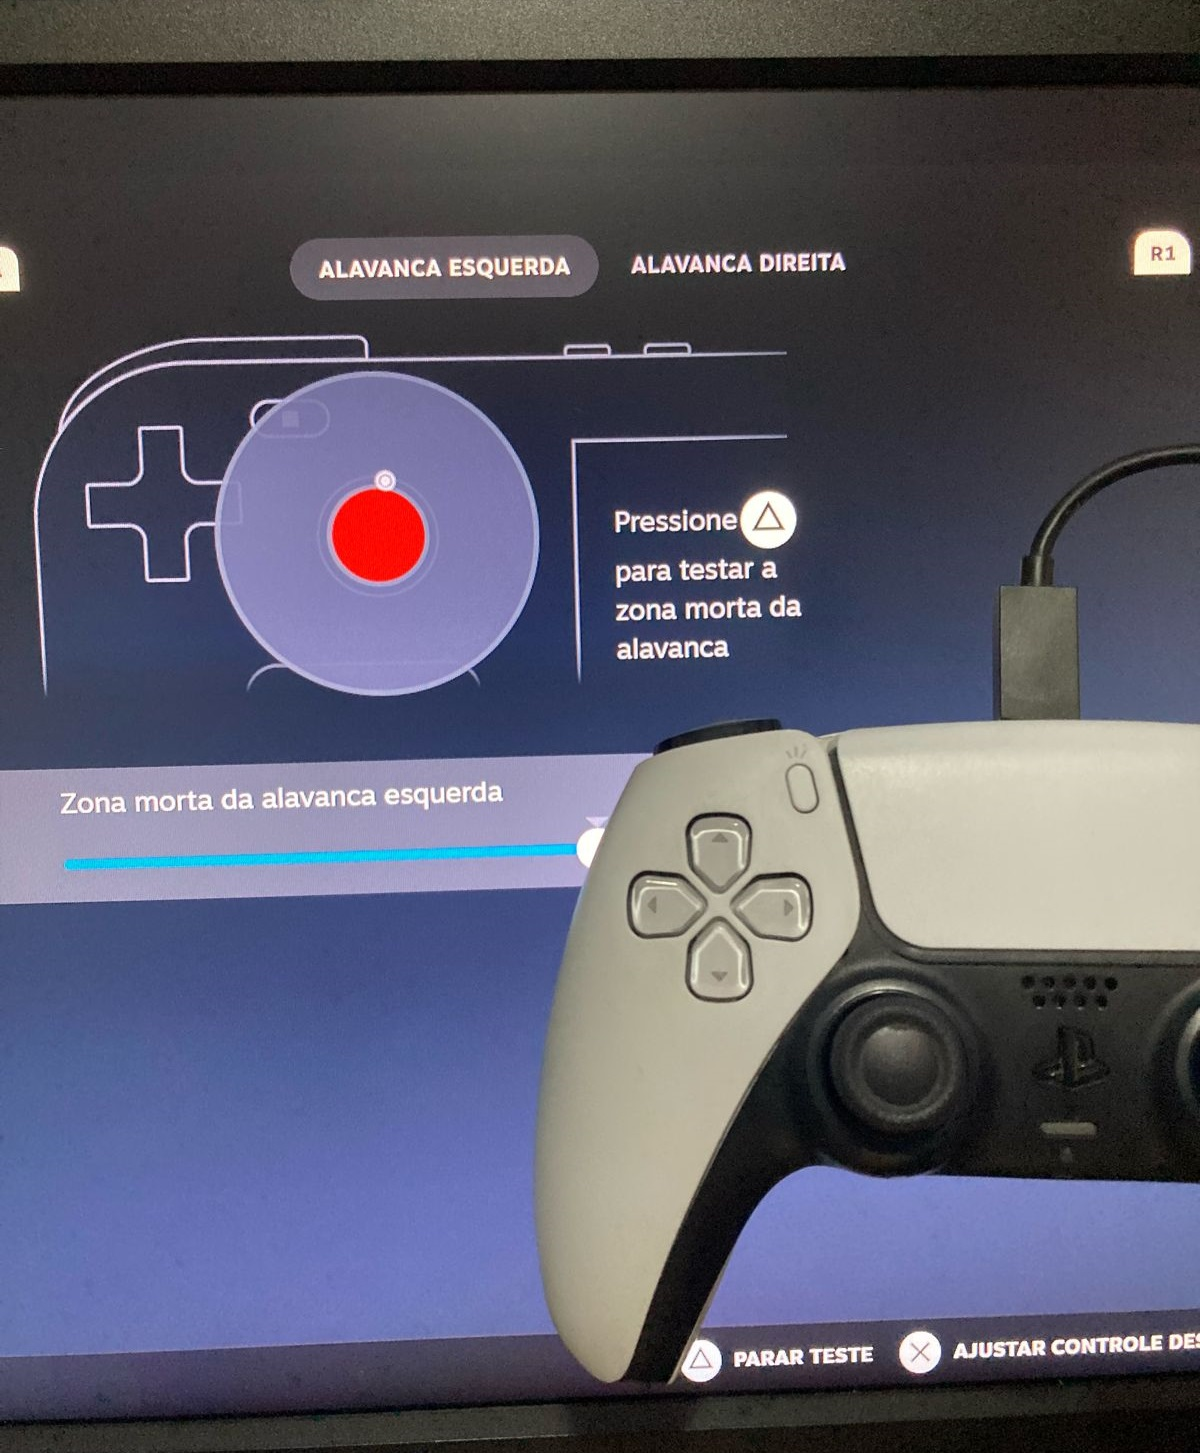 ALAVANCA ESQUERDA
ALAVANCA DIREITA
R1
Pressione
para testar a
zona morta da
alavanca
Zona morta da alavanca esquerda
PARAR TESTE
AJUSTAR CONTROLE DES